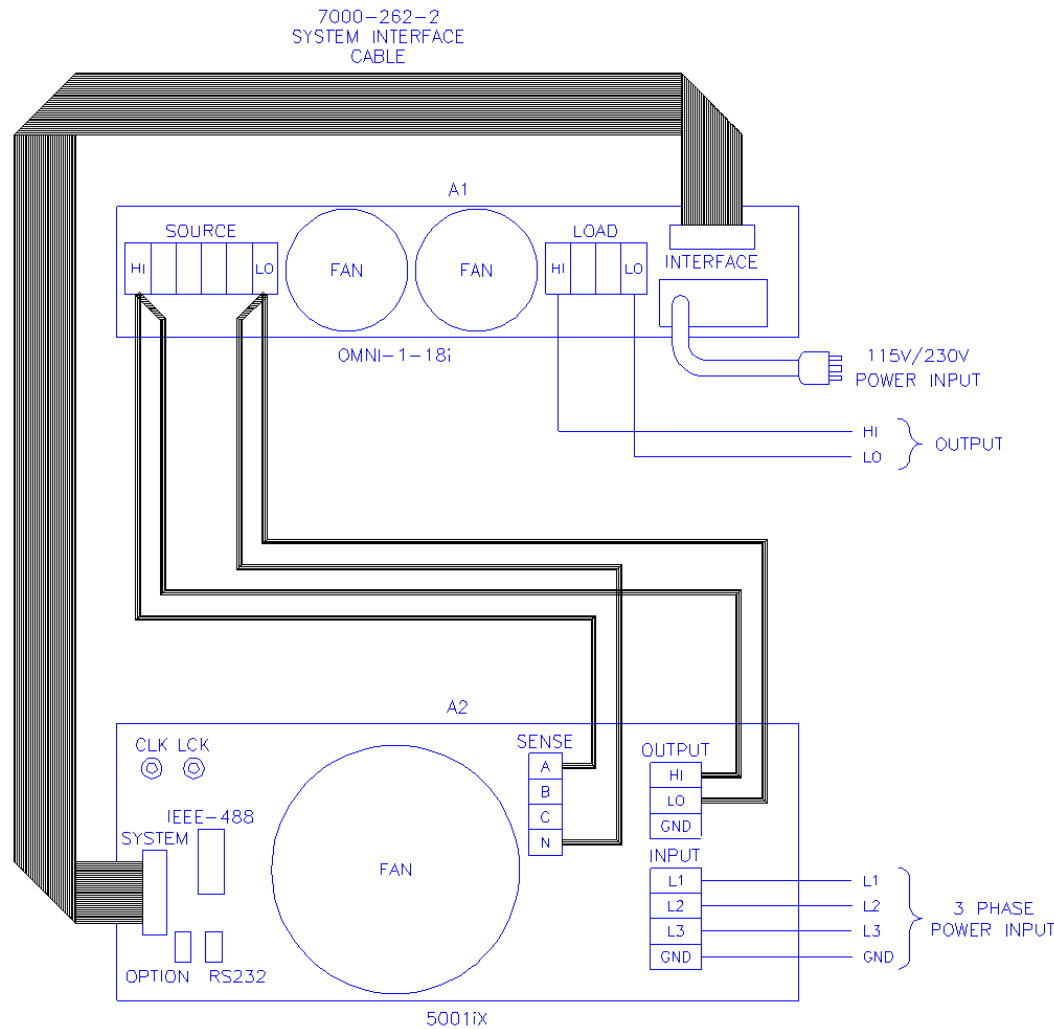 7000-262-2
SYSTEM INTERFACE
CABLE
A1
SOURCE
HI
LO
FAN
FAN
LOAD
HI
LO
INTERFACE
OMNI-1-18i
115V/230V
POWER INPUT
HI
LO
OUTPUT
A2
CLK LCK
IEEE-488
SYSTEM
OPTION
RS232
FAN
SENSE
A
B
C
N
OUTPUT
HI
LO
GND
INPUT
L1
L2
L3
GND
L1
L2
L3
GND
3 PHASE
POWER INPUT
5001iX